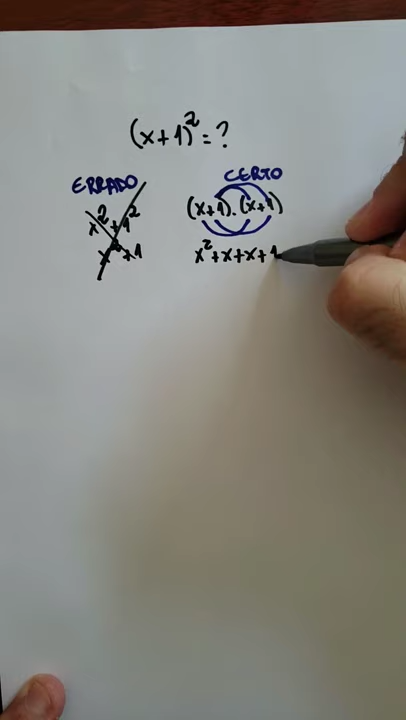 (x+1)²=?
ERRADO
x²+1²
x²+1
CERTO
(x+1).(x+1)
x²+x+x+1